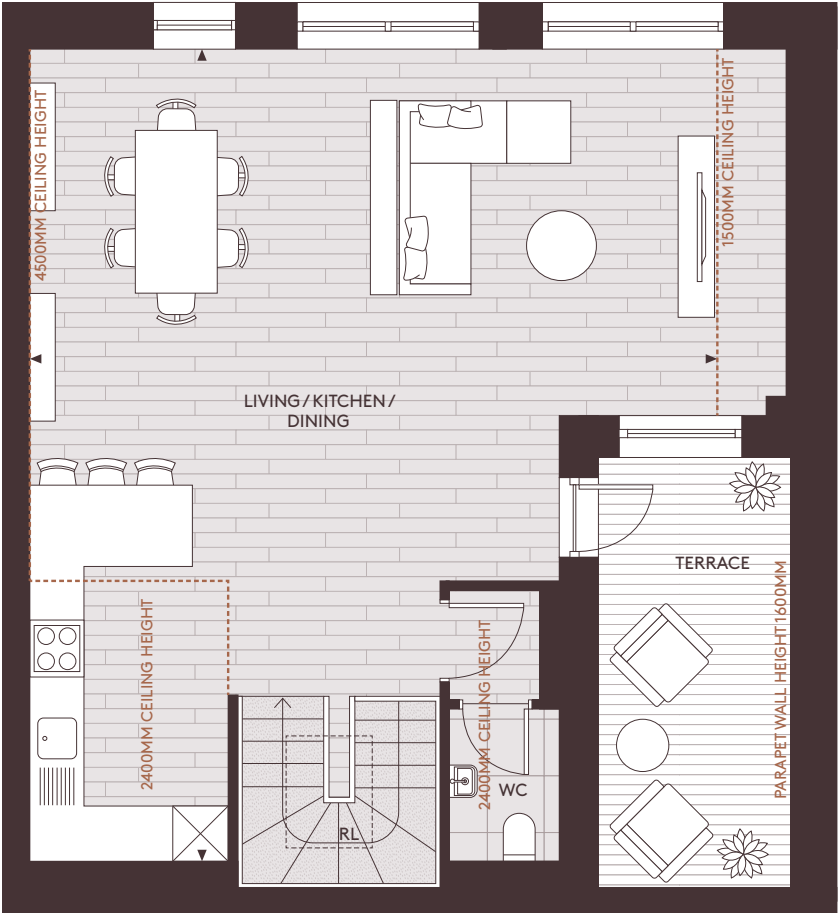 4500MM CEILING HEIGHT
1500MM CEILING HEIGHT
LIVING / KITCHEN /
DINING
TERRACE
2400MM CEILING HEIGHT
2400MM CEILING HEIGHT
PARAPET WALL HEIGHT 1600MM
WC
RL